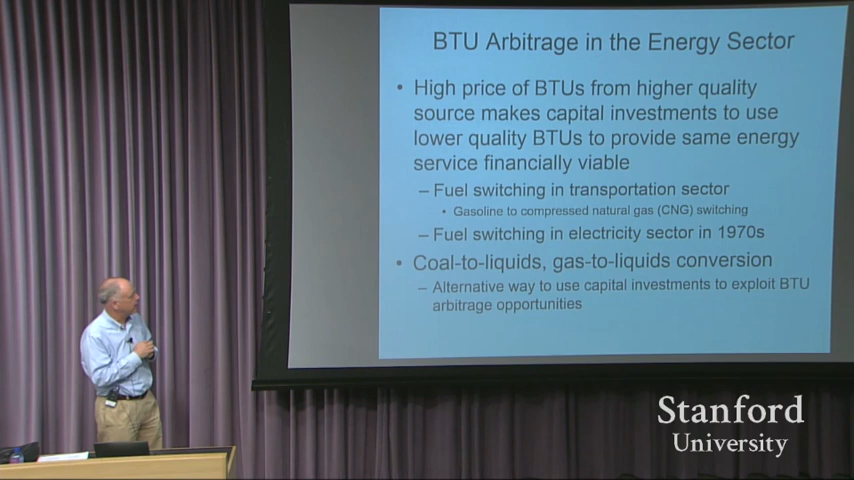 BTU Arbitrage in the Energy Sector
• High price of BTUs from higher quality
source makes capital investments to use
lower quality BTUs to provide same energy
service financially viable
– Fuel switching in transportation sector
• Gasoline to compressed natural gas (CNG) switching
– Fuel switching in electricity sector in 1970s
• Coal-to-liquids, gas-to-liquids conversion
– Alternative way to use capital investments to exploit BTU
arbitrage opportunities
Stanford
University